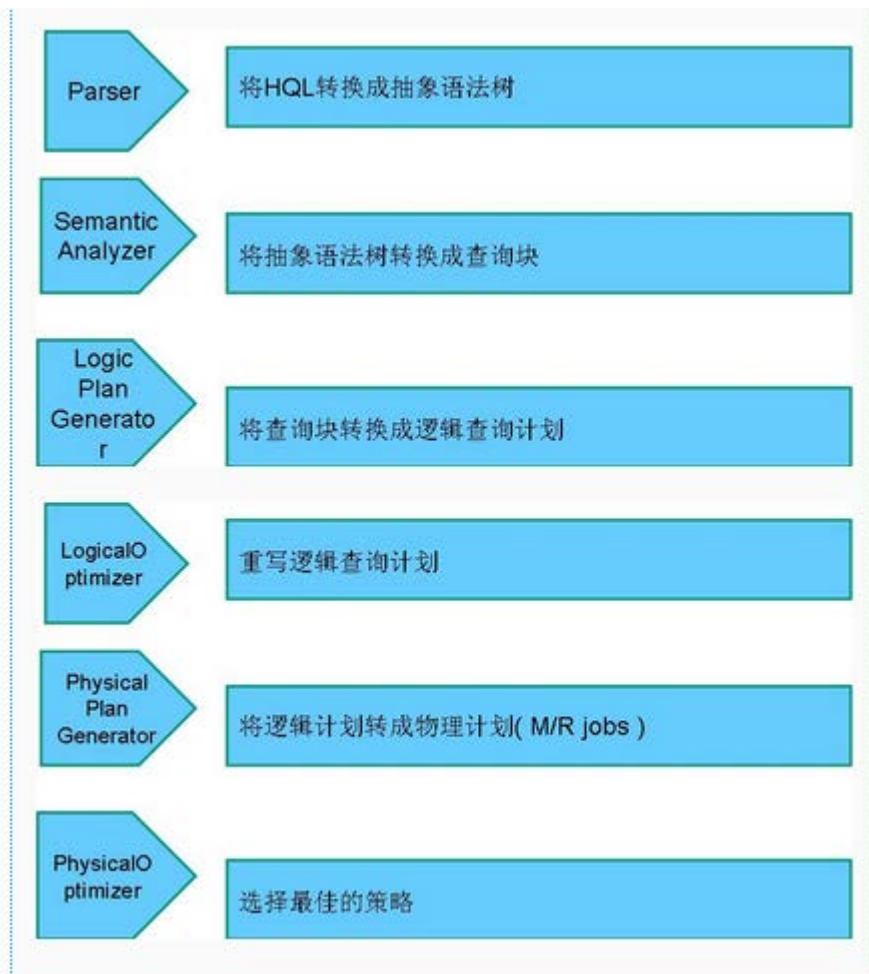 Parser
将HQL转换成抽象语法树
Semantic
Analyzer
将抽象语法树转换成查询块
Logic
Plan
Generato
r
将查询块转换成逻辑查询计划
LogicalO
ptimizer
重写逻辑查询计划
Physical
Plan
Generator
将逻辑计划转成物理计划( M/R jobs )
PhysicalO
ptimizer
选择最佳的策略